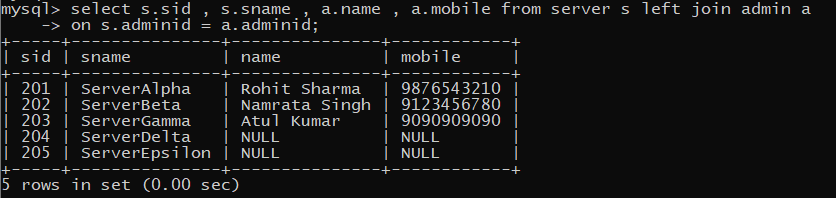 mysql> select s.sid , s.sname , a.name , a.mobile from server s left join admin a
    -> on s.adminid = a.adminid;
+-----+---------------+---------------+------------+
| sid | sname         | name          | mobile     |
+-----+---------------+---------------+------------+
| 201 | ServerAlpha   | Rohit Sharma  | 9876543210 |
| 202 | ServerBeta    | Namrata Singh | 9123456780 |
| 203 | ServerGamma   | Atul Kumar    | 9090909090 |
| 204 | ServerDelta   | NULL          | NULL       |
| 205 | ServerEpsilon | NULL          | NULL       |
+-----+---------------+---------------+------------+
5 rows in set (0.00 sec)